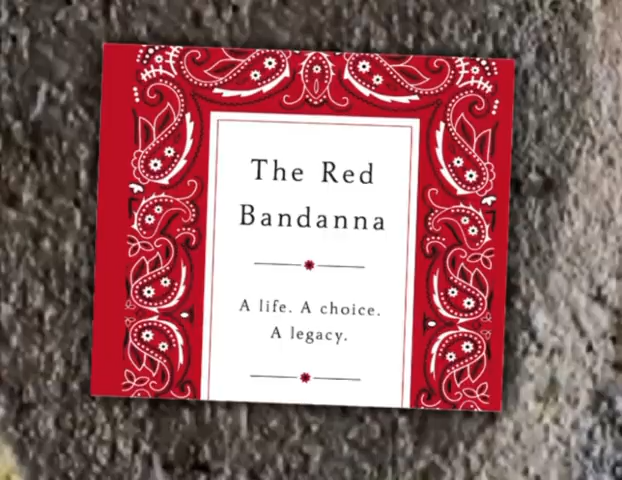 The Red
Bandanna
A life. A choice.
A legacy.